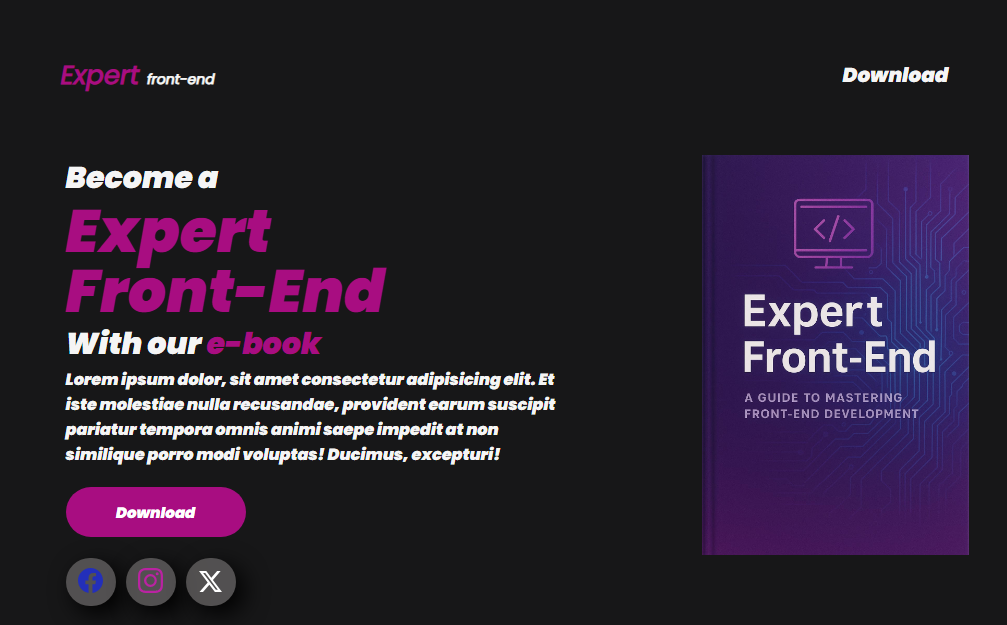 Expert front-end
Download
Become a
Expert
Front-End
With our e-book
Lorem ipsum dolor, sit amet consectetur adipisicing elit. Et
iste molestiae nulla recusandae, provident earum suscipit
pariatur tempora omnis animi saepe impedit at non
similique porro modi voluptas! Ducimus, excepturi!
Download
</>
Expert
Front-End
A GUIDE TO MASTERING
FRONT-END DEVELOPMENT